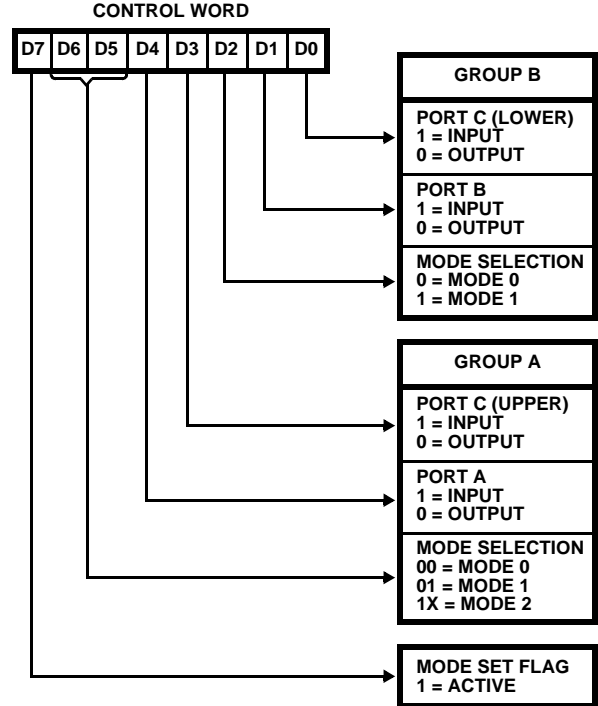 CONTROL WORD
D7 D6 D5 D4 D3 D2 D1 D0
GROUP B
PORT C (LOWER)
1 = INPUT
0 = OUTPUT
PORT B
1 = INPUT
0 = OUTPUT
MODE SELECTION
0 = MODE 0
1 = MODE 1
GROUP A
PORT C (UPPER)
1 = INPUT
0 = OUTPUT
PORT A
1 = INPUT
0 = OUTPUT
MODE SELECTION
00 = MODE 0
01 = MODE 1
1X = MODE 2
MODE SET FLAG
1 = ACTIVE